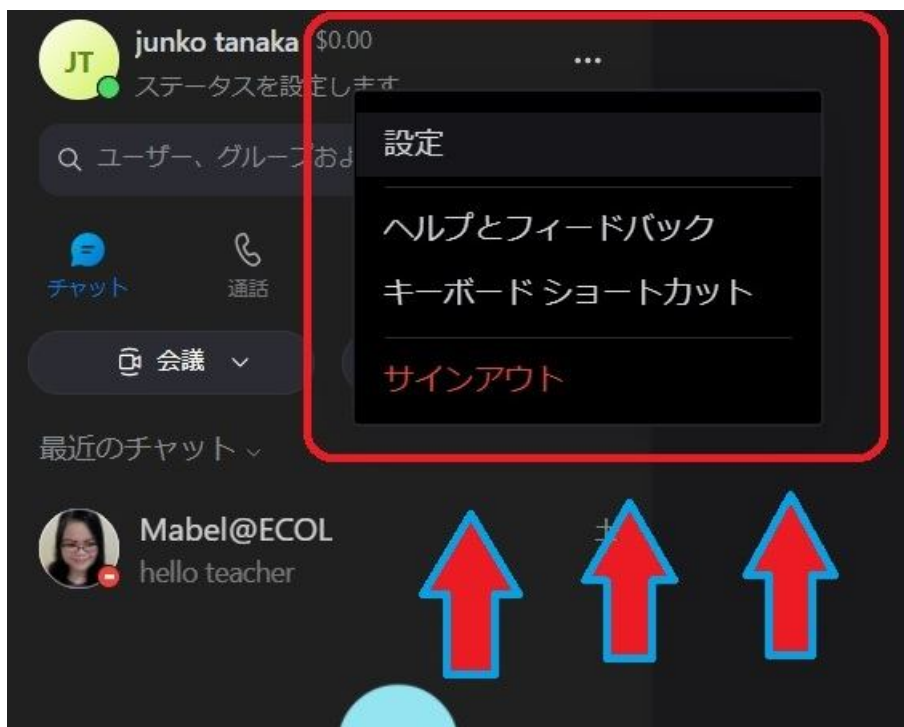 JT junko tanaka $0.00
ステータスを設定します
ユーザー、グループおよ
設定
ヘルプとフィードバック
キーボード ショートカット
サインアウト
チャット
通話
会議
最近のチャット
Mabel@ECOL
hello teacher